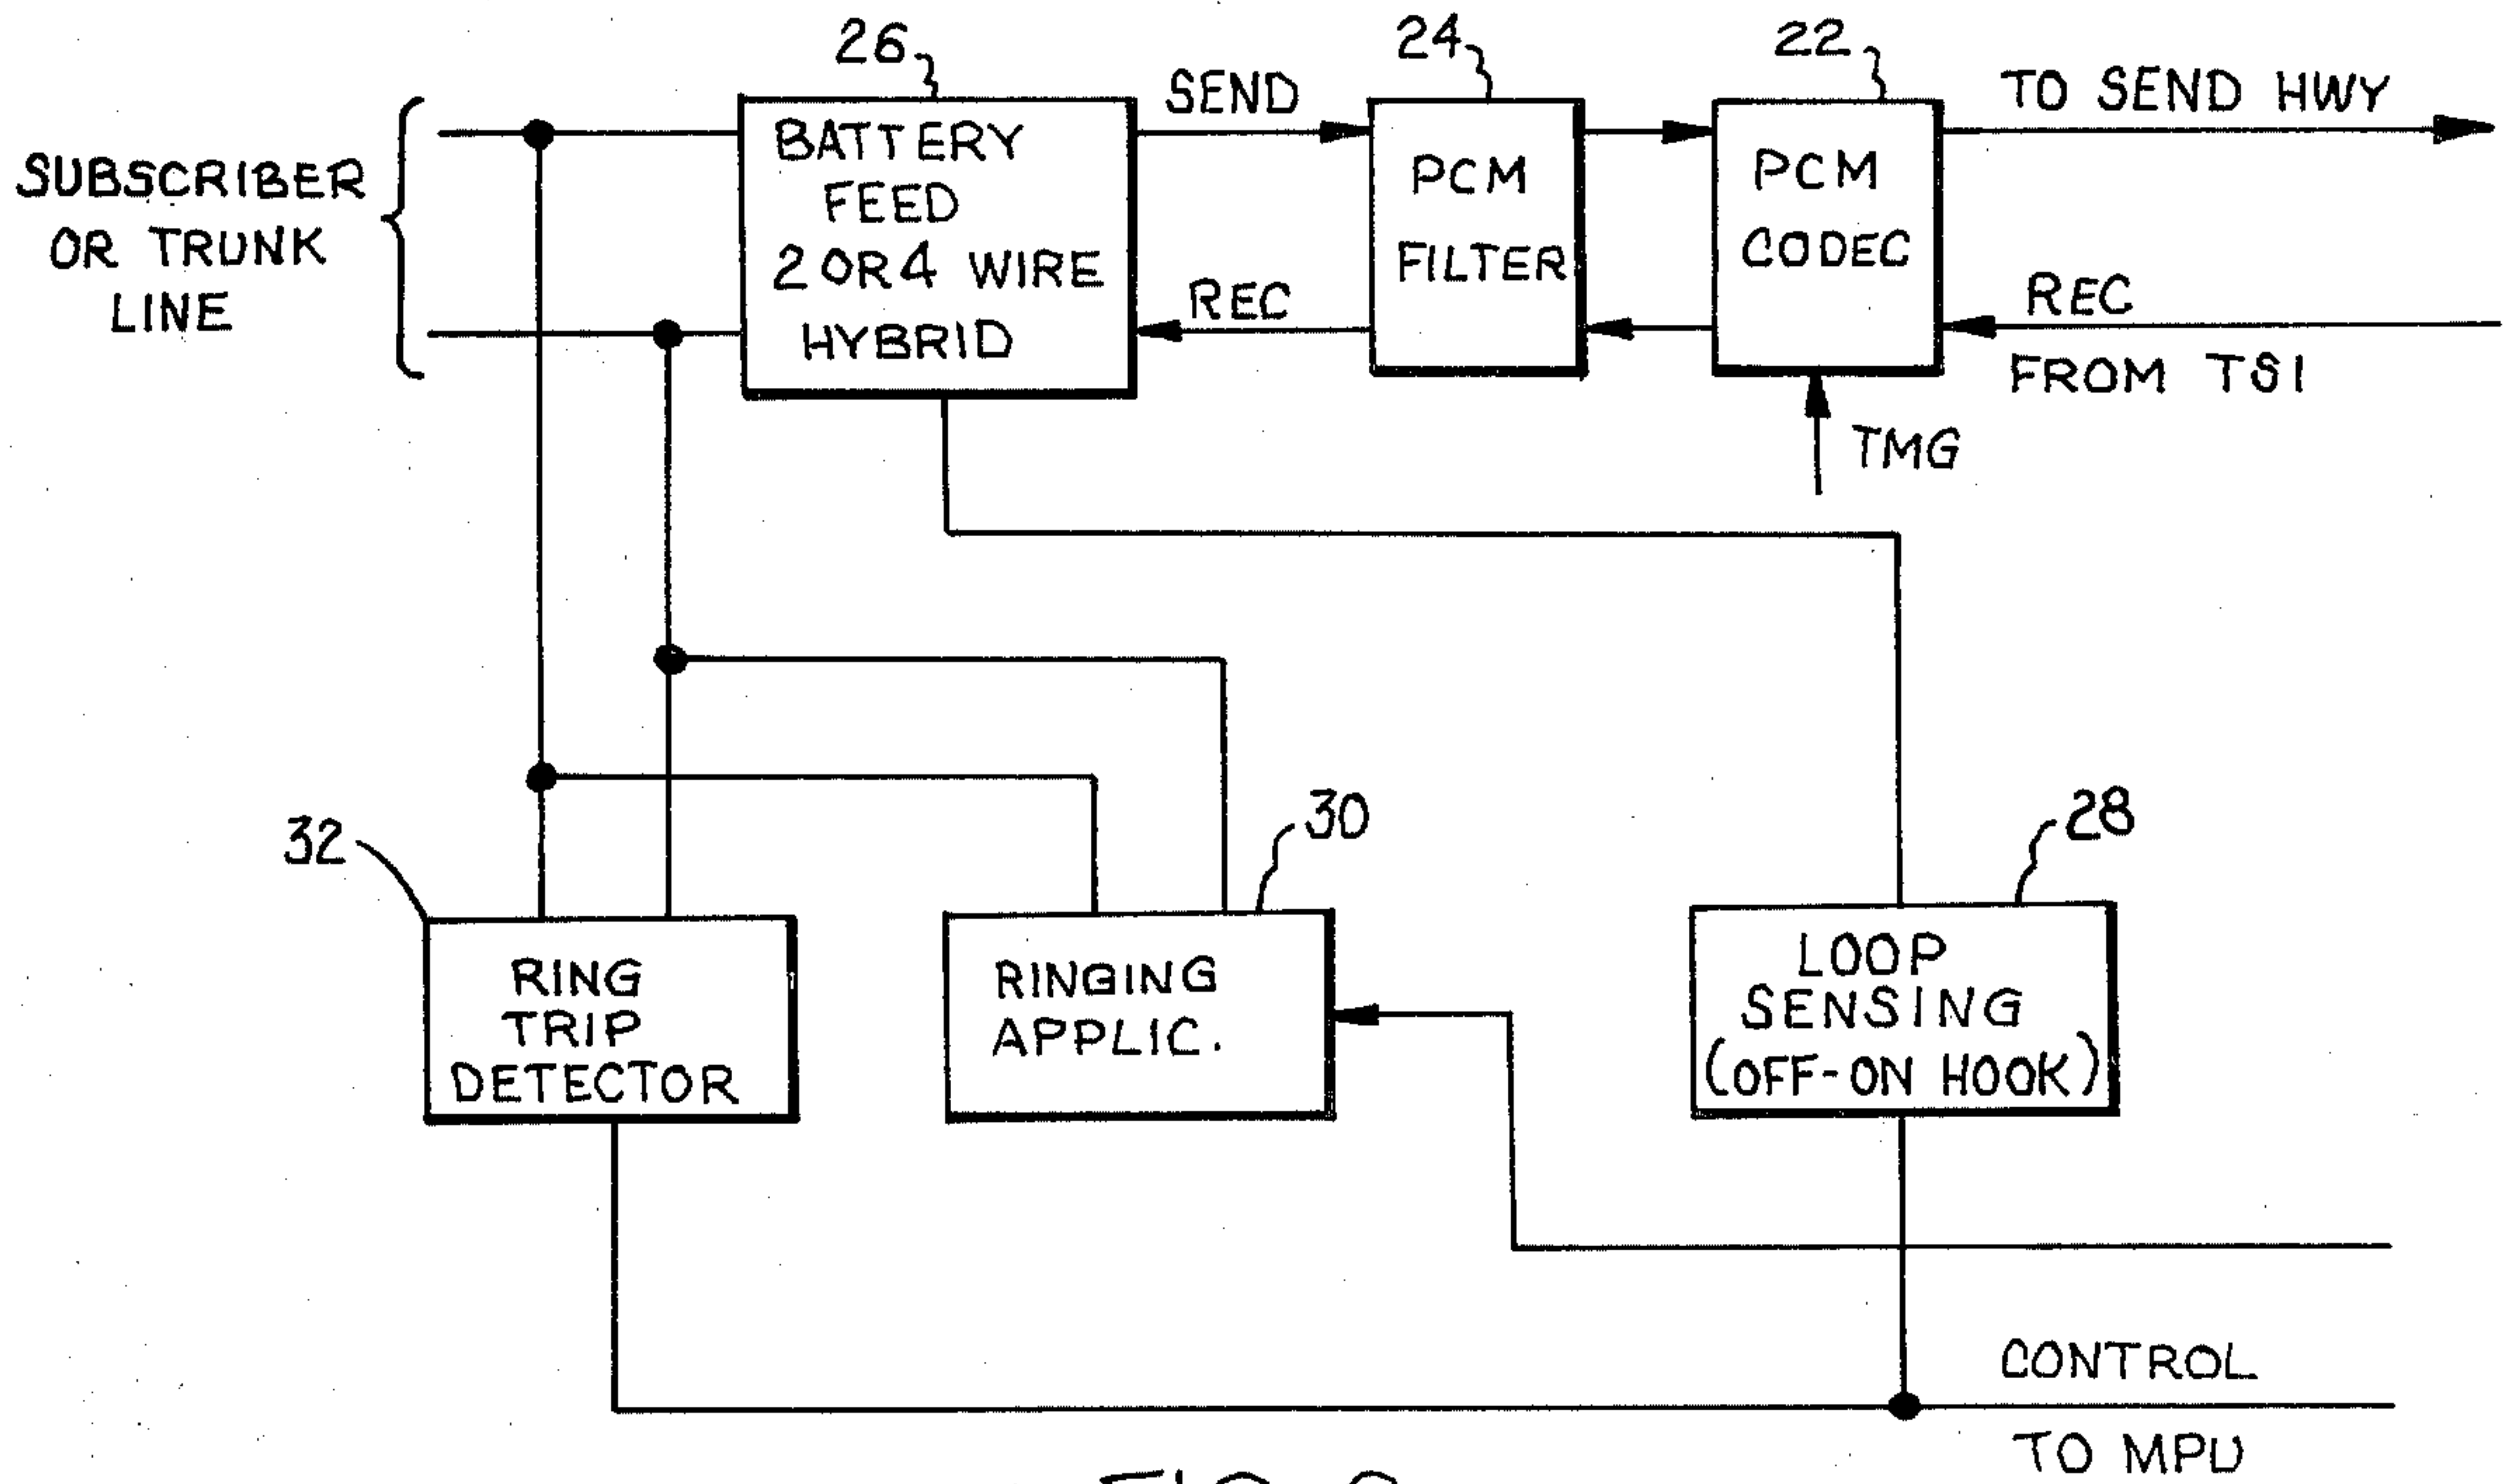 26
24
22
SEND
TO SEND HWY
SUBSCRIBER
OR TRUNK
LINE
BATTERY
FEED
2 OR 4 WIRE
HYBRID
PCM
FILTER
PCM
CODEC
REC
REC
FROM TSI
TMG
32
30
28
RING
TRIP
DETECTOR
RINGING
APPLIC.
LOOP
SENSING
(OFF-ON HOOK)
CONTROL
TO MPU